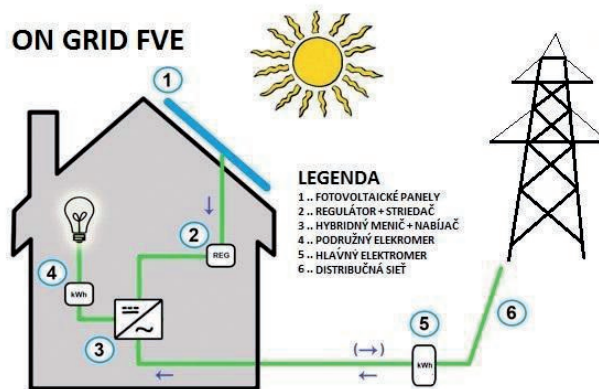 ON GRID FVE
1
LEGENDA
1 .. FOTOVOLTAICKÉ PANELY
2 .. REGULÁTOR + STRIEDAČ
3 .. HYBRIDNÝ MENIČ + NABÍJAČ
4 .. PODRUŽNÝ ELEKROMER
5 .. HLAVNÝ ELEKTROMER
6 .. DISTRIBUČNÁ SIEŤ
2
REG
4
kWh
3
5
kWh
6